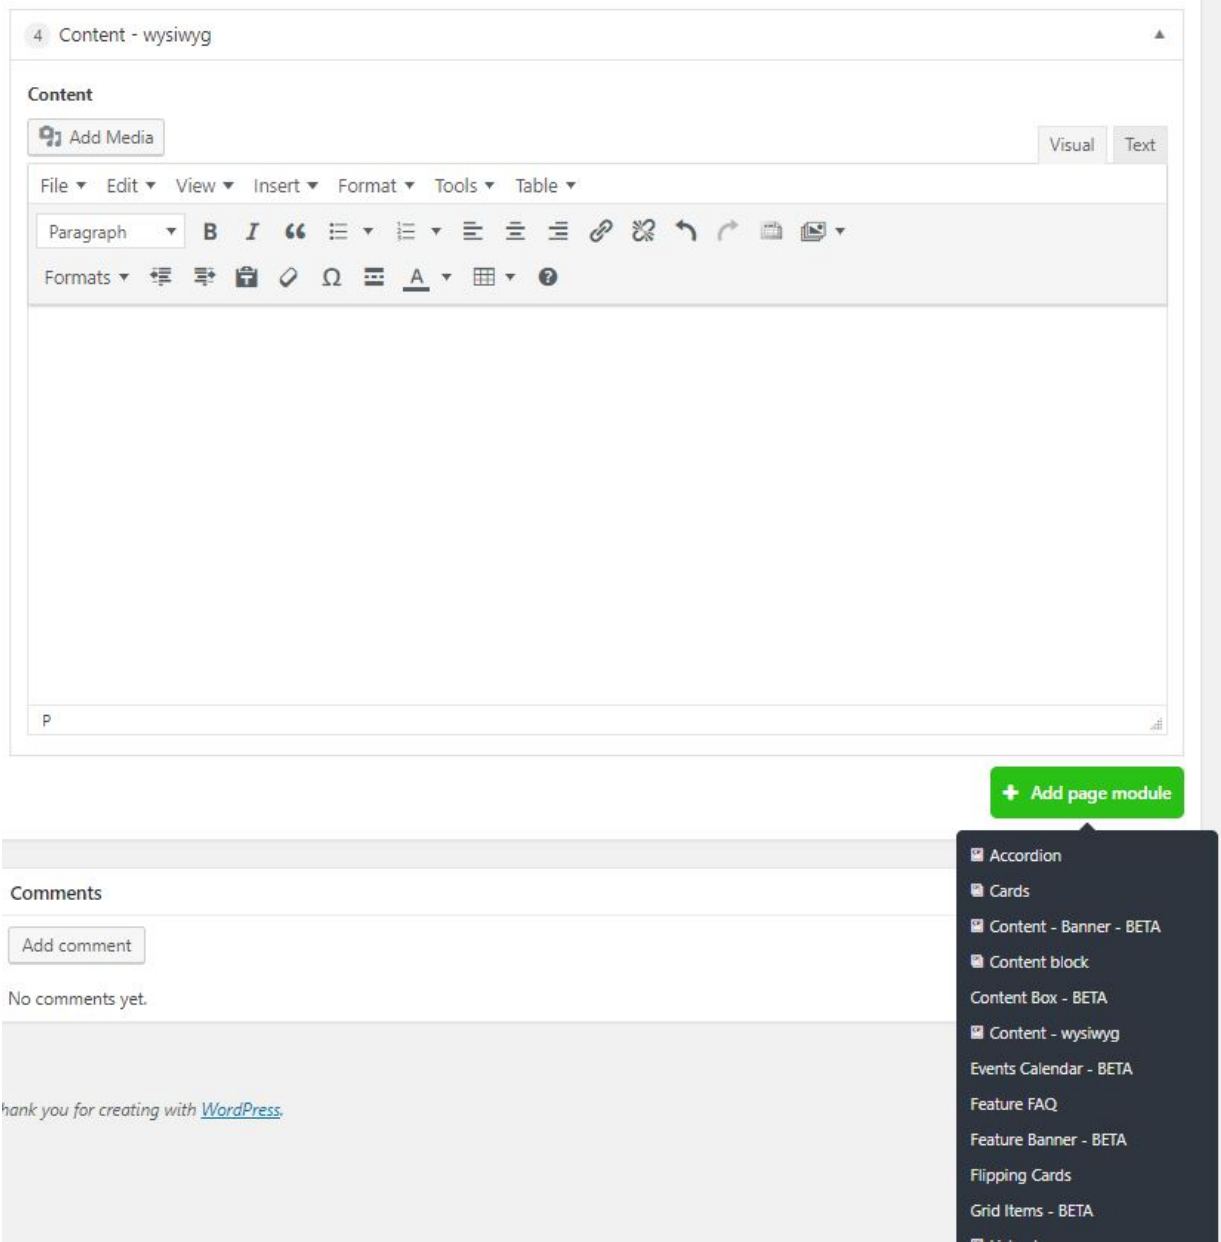 4 Content - wysiwyg
Content
Add Media
Visual Text
File Edit View Insert Format Tools Table
Paragraph B I
Formats Ω A
P
Add page module
Accordion
Cards
Content - Banner - BETA
Content block
Content Box - BETA
Content - wysiwyg
Events Calendar - BETA
Feature FAQ
Feature Banner - BETA
Flipping Cards
Grid Items - BETA
Comments
Add comment
No comments yet.
hank you for creating with WordPress.